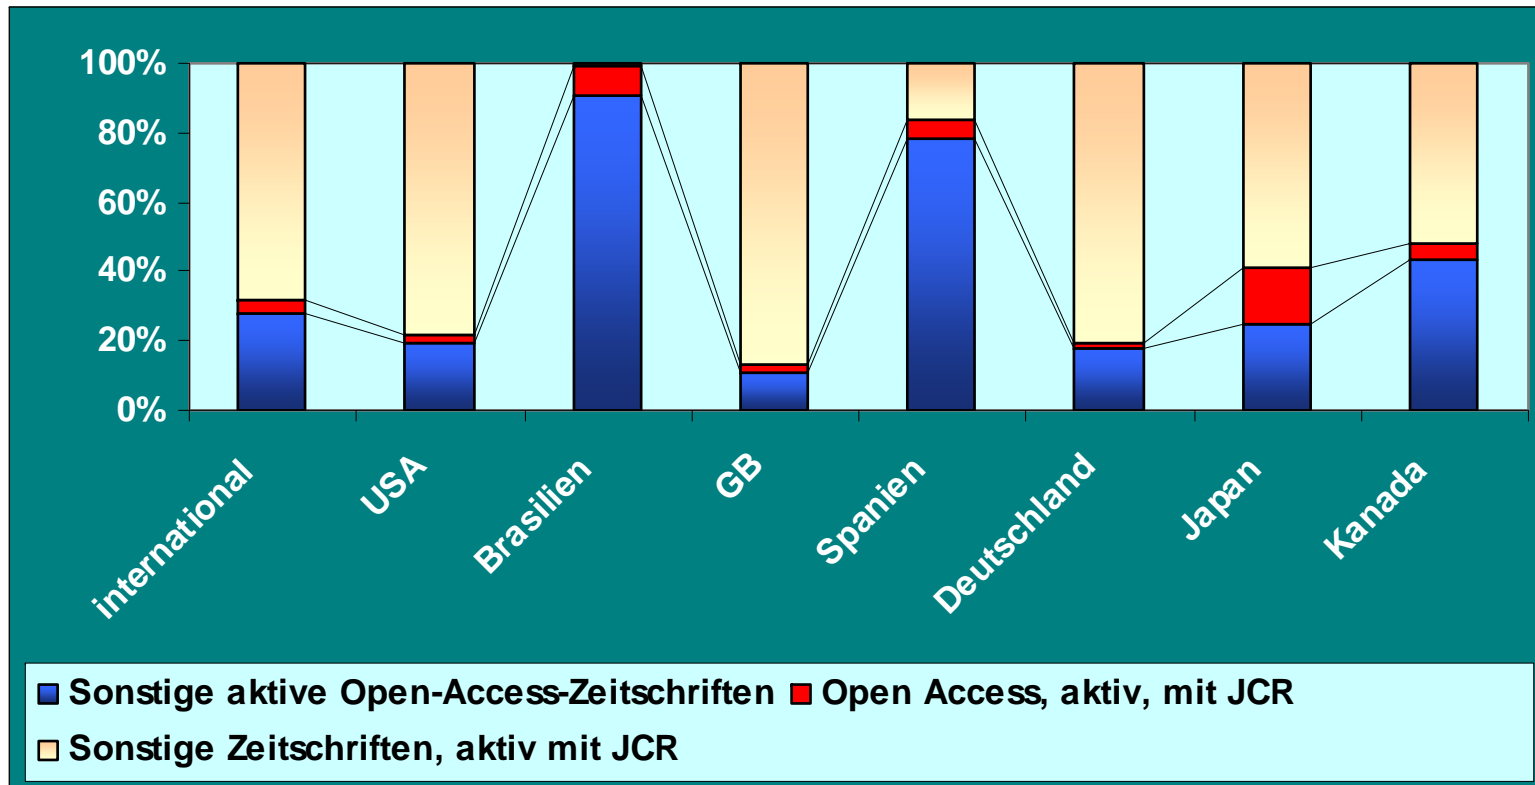 100%
80%
60%
40%
20%
0%
international
USA
Brasilien
GB
Spanien
Deutschland
Japan
Kanada
Sonstige aktive Open-Access-Zeitschriften
Open Access, aktiv, mit JCR
Sonstige Zeitschriften, aktiv mit JCR